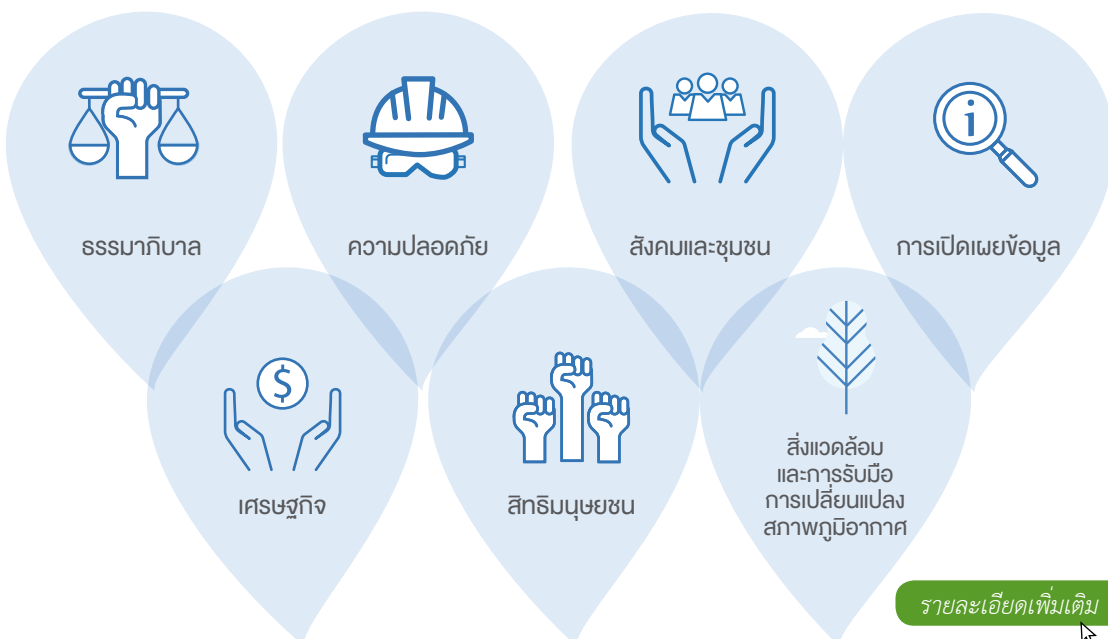 ธรรมาภิบาล
ความปลอดภัย
สังคมและชุมชน
การเปิดเผยข้อมูล
เศรษฐกิจ
สิทธิมนุษยชน
สิ่งแวดล้อม
และการรับมือ
การเปลี่ยนแปลง
สภาพภูมิอากาศ
รายละเอียดเพิ่มเติม
$
i